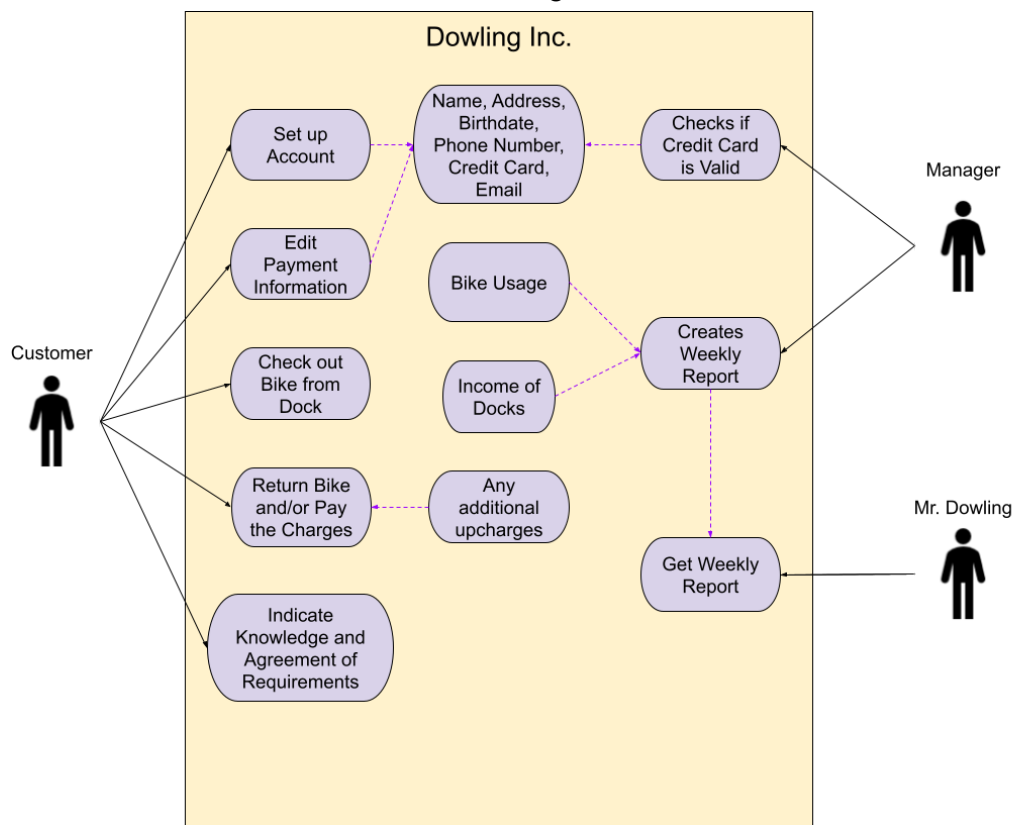 Dowling Inc.
Set up
Account
Name, Address,
Birthdate,
Phone Number,
Credit Card,
Email
Checks if
Credit Card
is Valid
Manager
Edit
Payment
Information
Bike Usage
Creates
Weekly
Report
Customer
Check out
Bike from
Dock
Income of
Docks
Return Bike
and/or Pay
the Charges
Any
additional
upcharges
Mr. Dowling
Get Weekly
Report
Indicate
Knowledge and
Agreement of
Requirements